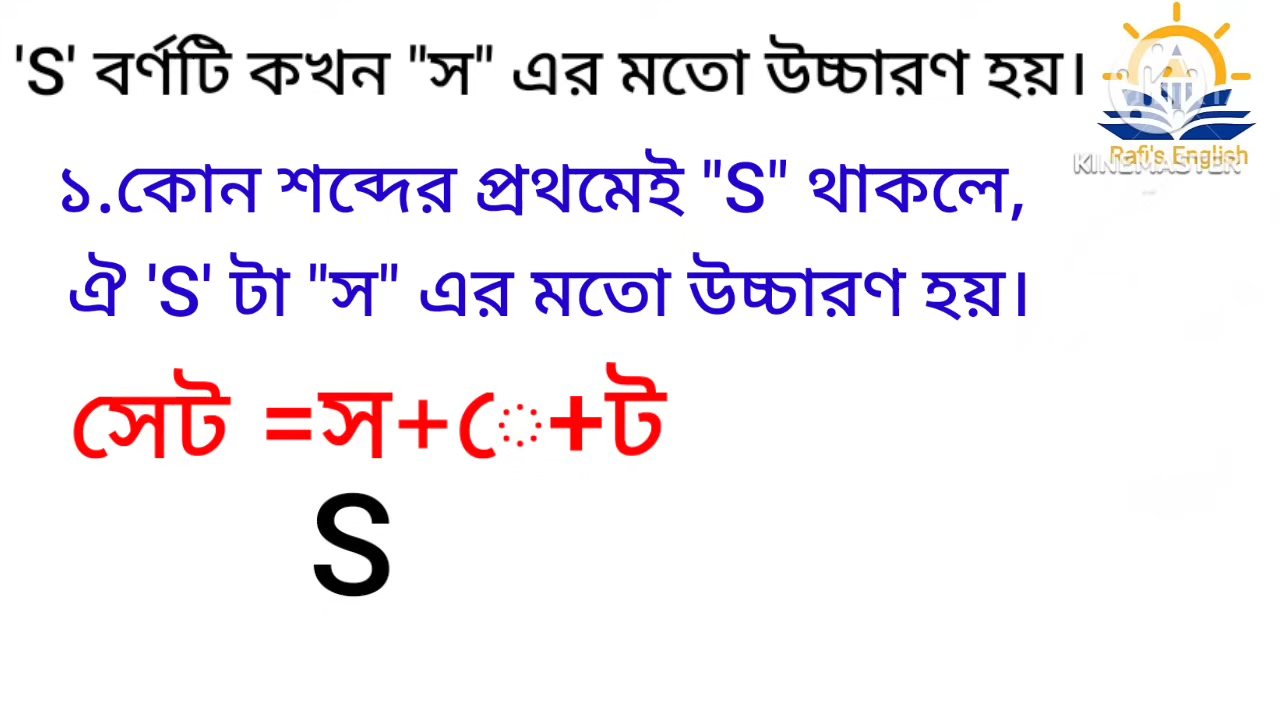 'S' বর্ণটি কখন "স" এর মতো উচ্চারণ হয়।
Rafi's English
KINEMASTER
১.কোন শব্দের প্রথমেই "S" থাকলে,
ঐ 'S' টা "স" এর মতো উচ্চারণ হয়।
সেট =স+ে+ট
S